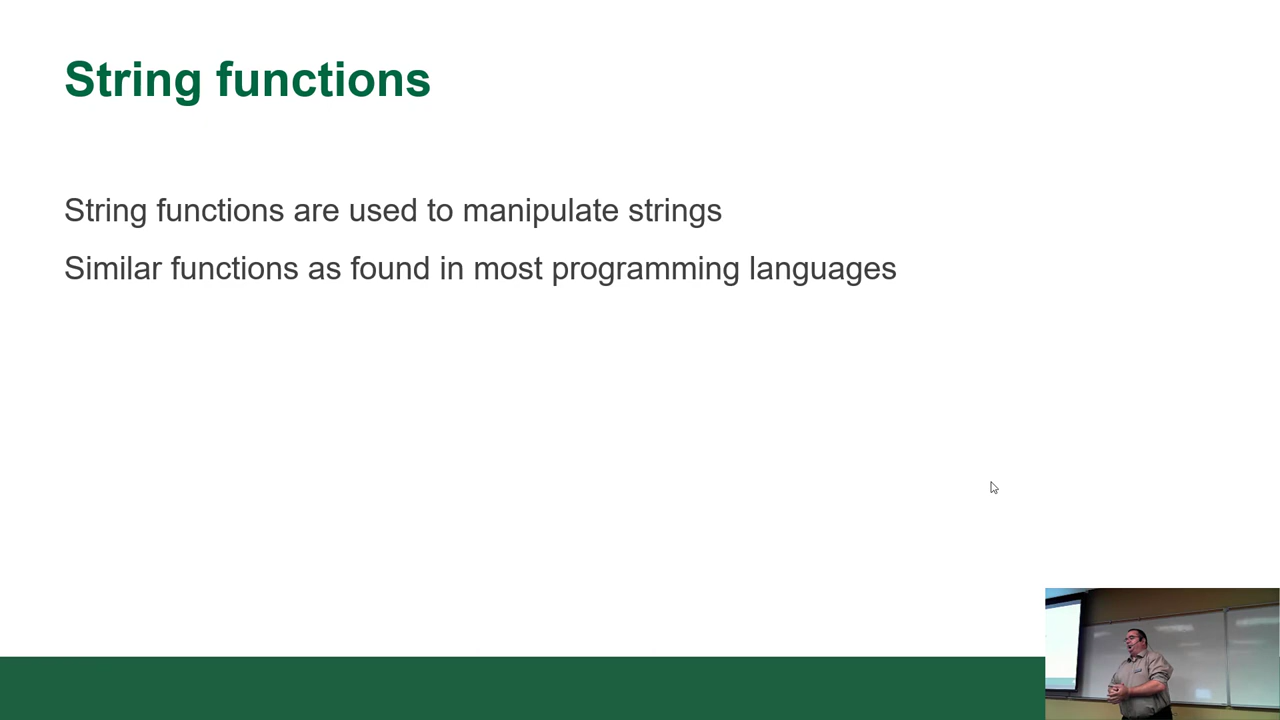 String functions
String functions are used to manipulate strings
Similar functions as found in most programming languages